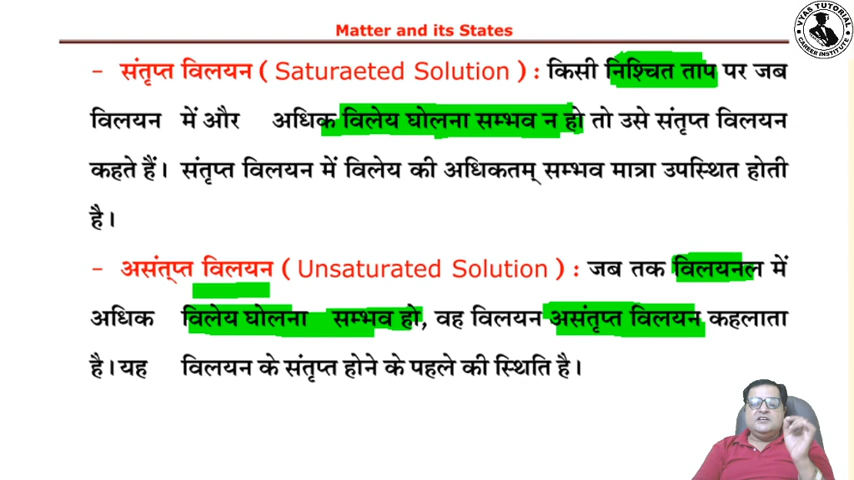 Matter and its States
VYAS TUTORIAL
CAREER INSTITUTE
- संतृप्त विलयन ( Saturaeted Solution ) : किसी निश्चित ताप पर जब
विलयन में और अधिक विलेय घोलना सम्भव न हो तो उसे संतृप्त विलयन
कहते हैं। संतृप्त विलयन में विलेय की अधिकतम् सम्भव मात्रा उपस्थित होती
है।
- असंत्प्त विलयन ( Unsaturated Solution ) : जब तक विलयनल में
अधिक विलेय घोलना सम्भव हो, वह विलयन असंतृप्त विलयन कहलाता
है। यह विलयन के संतृप्त होने के पहले की स्थिति है।